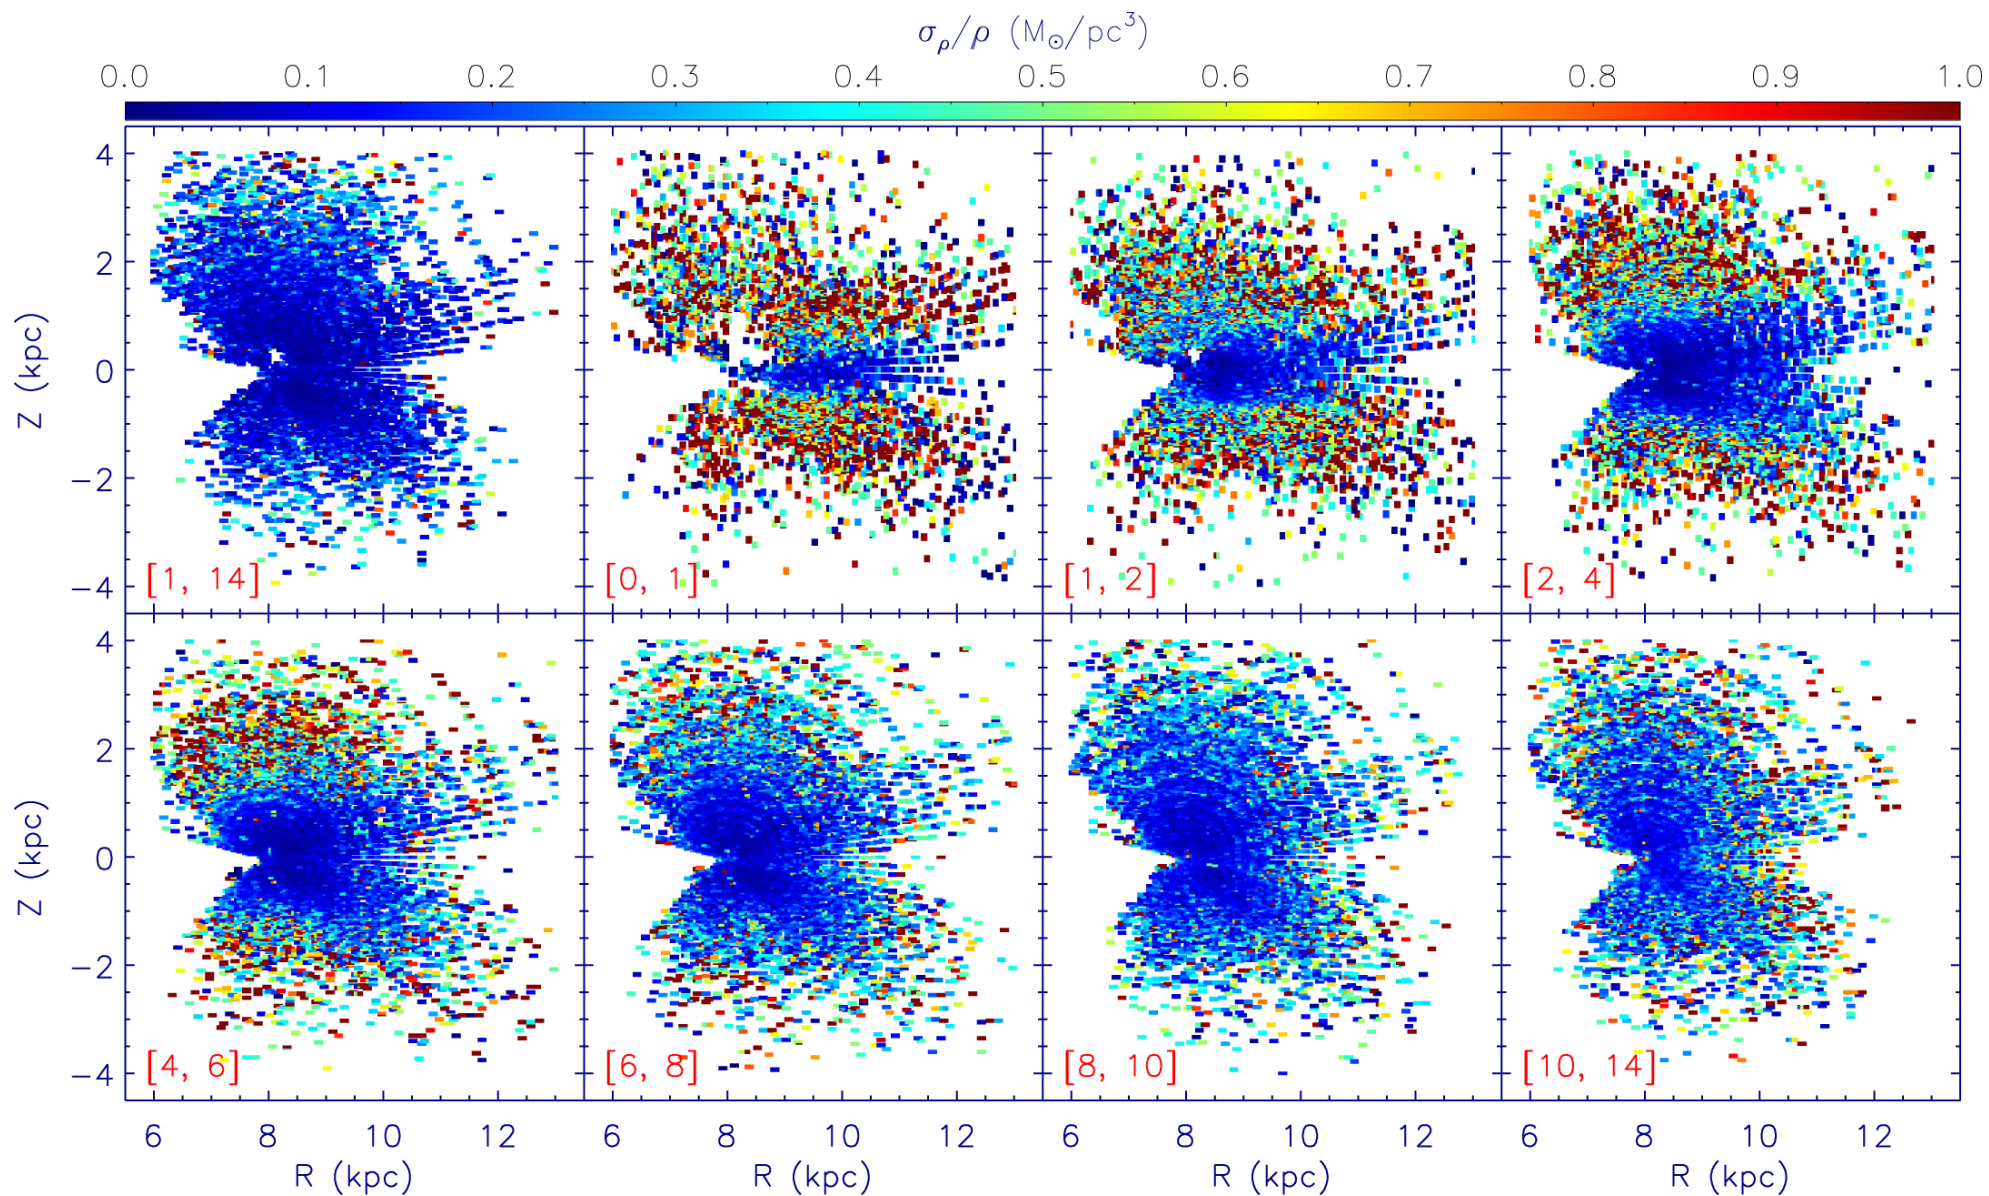 σρ/ρ (M⊙/pc³)
0.0 0.1 0.2 0.3 0.4 0.5 0.6 0.7 0.8 0.9 1.0
4
2
0
−2
−4
Z (kpc)
[1, 14] [0, 1] [1, 2] [2, 4]
4
2
0
−2
−4
Z (kpc)
[4, 6] [6, 8] [8, 10] [10, 14]
6 8 10 12 6 8 10 12 6 8 10 12 6 8 10 12
R (kpc) R (kpc) R (kpc) R (kpc)